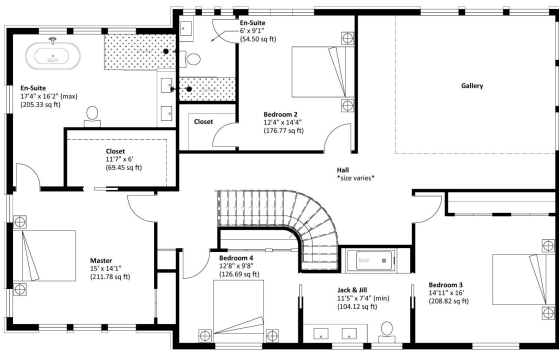 En-Suite
6' x 9'1"
(54.50 sq ft)
En-Suite
17'4" x 16'2" (max)
(205.33 sq ft)
Bedroom 2
12'4" x 14'4"
(176.77 sq ft)
Gallery
Closet
Closet
11'7" x 6'
(69.45 sq ft)
Hall
*size varies*
Master
15' x 14'1"
(211.78 sq ft)
Bedroom 4
12'8" x 9'8"
(126.69 sq ft)
Jack & Jill
11'5" x 7'4" (min)
(104.12 sq ft)
Bedroom 3
14'11" x 16'
(208.82 sq ft)